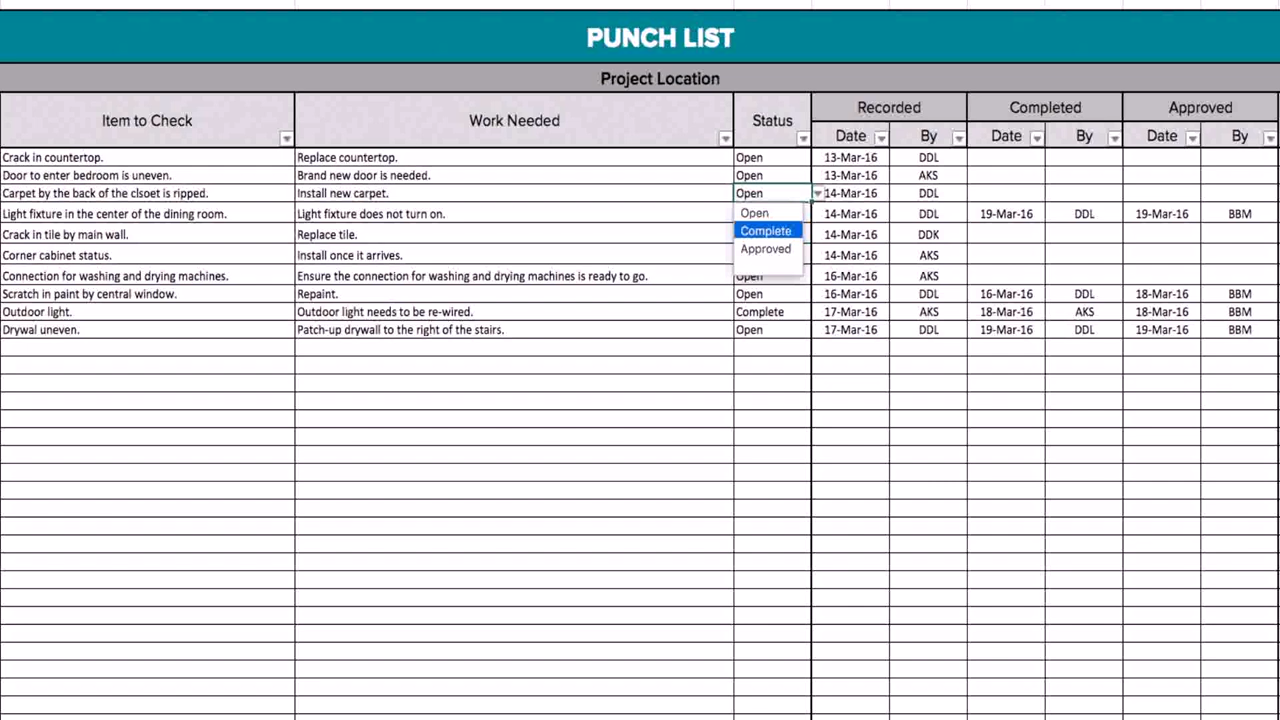 PUNCH LIST
Project Location
Item to Check Work Needed Status Recorded Completed Approved
Date By Date By Date By
Crack in countertop. Replace countertop. Open 13-Mar-16 DDL
Door to enter bedroom is uneven. Brand new door is needed. Open 13-Mar-16 AKS
Carpet by the back of the clsoet is ripped. Install new carpet. Open 14-Mar-16 DDL
Light fixture in the center of the dining room. Light fixture does not turn on. Open 14-Mar-16 DDL 19-Mar-16 DDL 19-Mar-16 BBM
Crack in tile by main wall. Replace tile. Complete 14-Mar-16 DDK
Corner cabinet status. Install once it arrives. Approved 14-Mar-16 AKS
Connection for washing and drying machines. Ensure the connection for washing and drying machines is ready to go. Open 16-Mar-16 AKS
Scratch in paint by central window. Repaint. Open 16-Mar-16 DDL 16-Mar-16 DDL 18-Mar-16 BBM
Outdoor light. Outdoor light needs to be re-wired. Complete 17-Mar-16 AKS 18-Mar-16 AKS 18-Mar-16 BBM
Drywal uneven. Patch-up drywall to the right of the stairs. Open 17-Mar-16 DDL 19-Mar-16 DDL 19-Mar-16 BBM